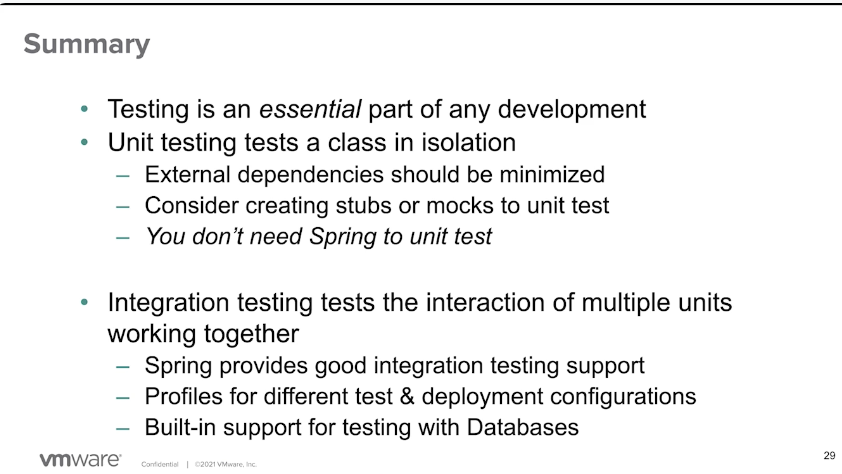 Summary
• Testing is an essential part of any development
• Unit testing tests a class in isolation
– External dependencies should be minimized
– Consider creating stubs or mocks to unit test
– You don't need Spring to unit test
• Integration testing tests the interaction of multiple units
working together
– Spring provides good integration testing support
– Profiles for different test & deployment configurations
– Built-in support for testing with Databases
vmware® Confidential | ©2021 VMware, Inc.
29